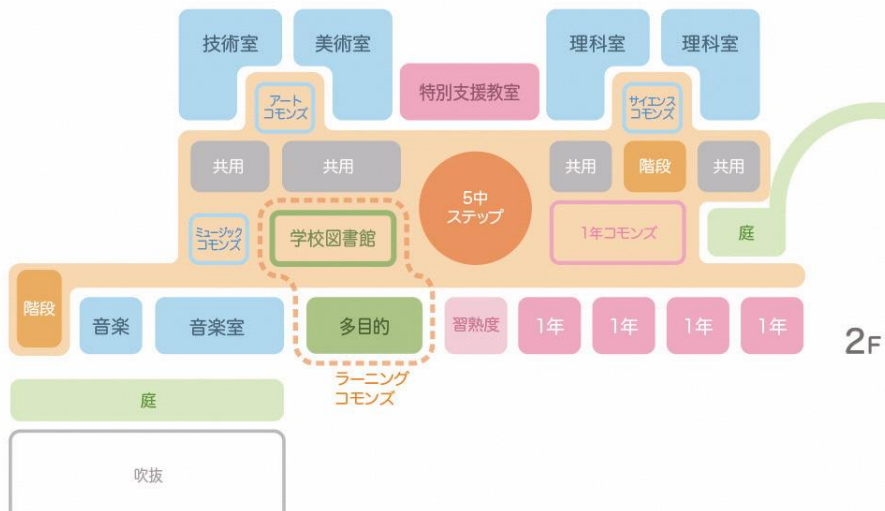 技術室
美術室
理科室
理科室
特別支援教室
アート
コモンズ
サイエンス
コモンズ
共用
共用
5中
ステップ
共用
階段
共用
ミュージック
コモンズ
学校図書館
1年コモンズ
庭
階段
音楽
音楽室
多目的
習熟度
1年
1年
1年
1年
2F
ラーニング
コモンズ
庭
吹抜